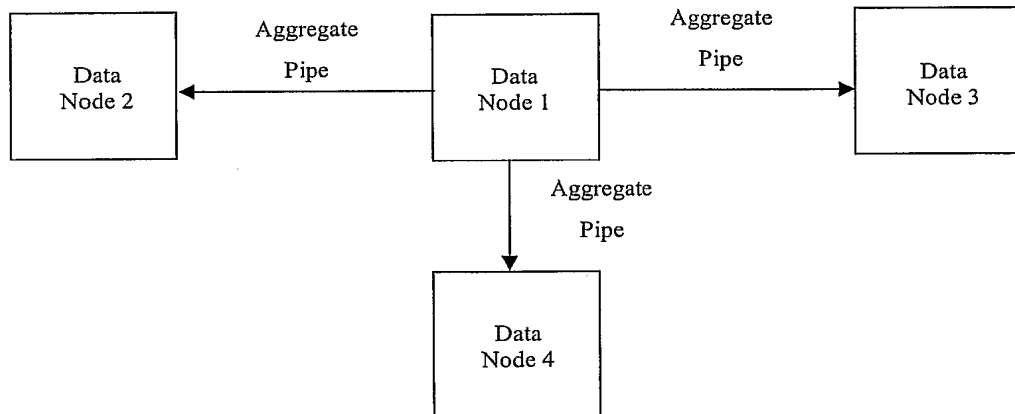 Aggregate
Pipe
Aggregate
Pipe
Data
Node 2
Data
Node 1
Data
Node 3
Aggregate
Pipe
Data
Node 4